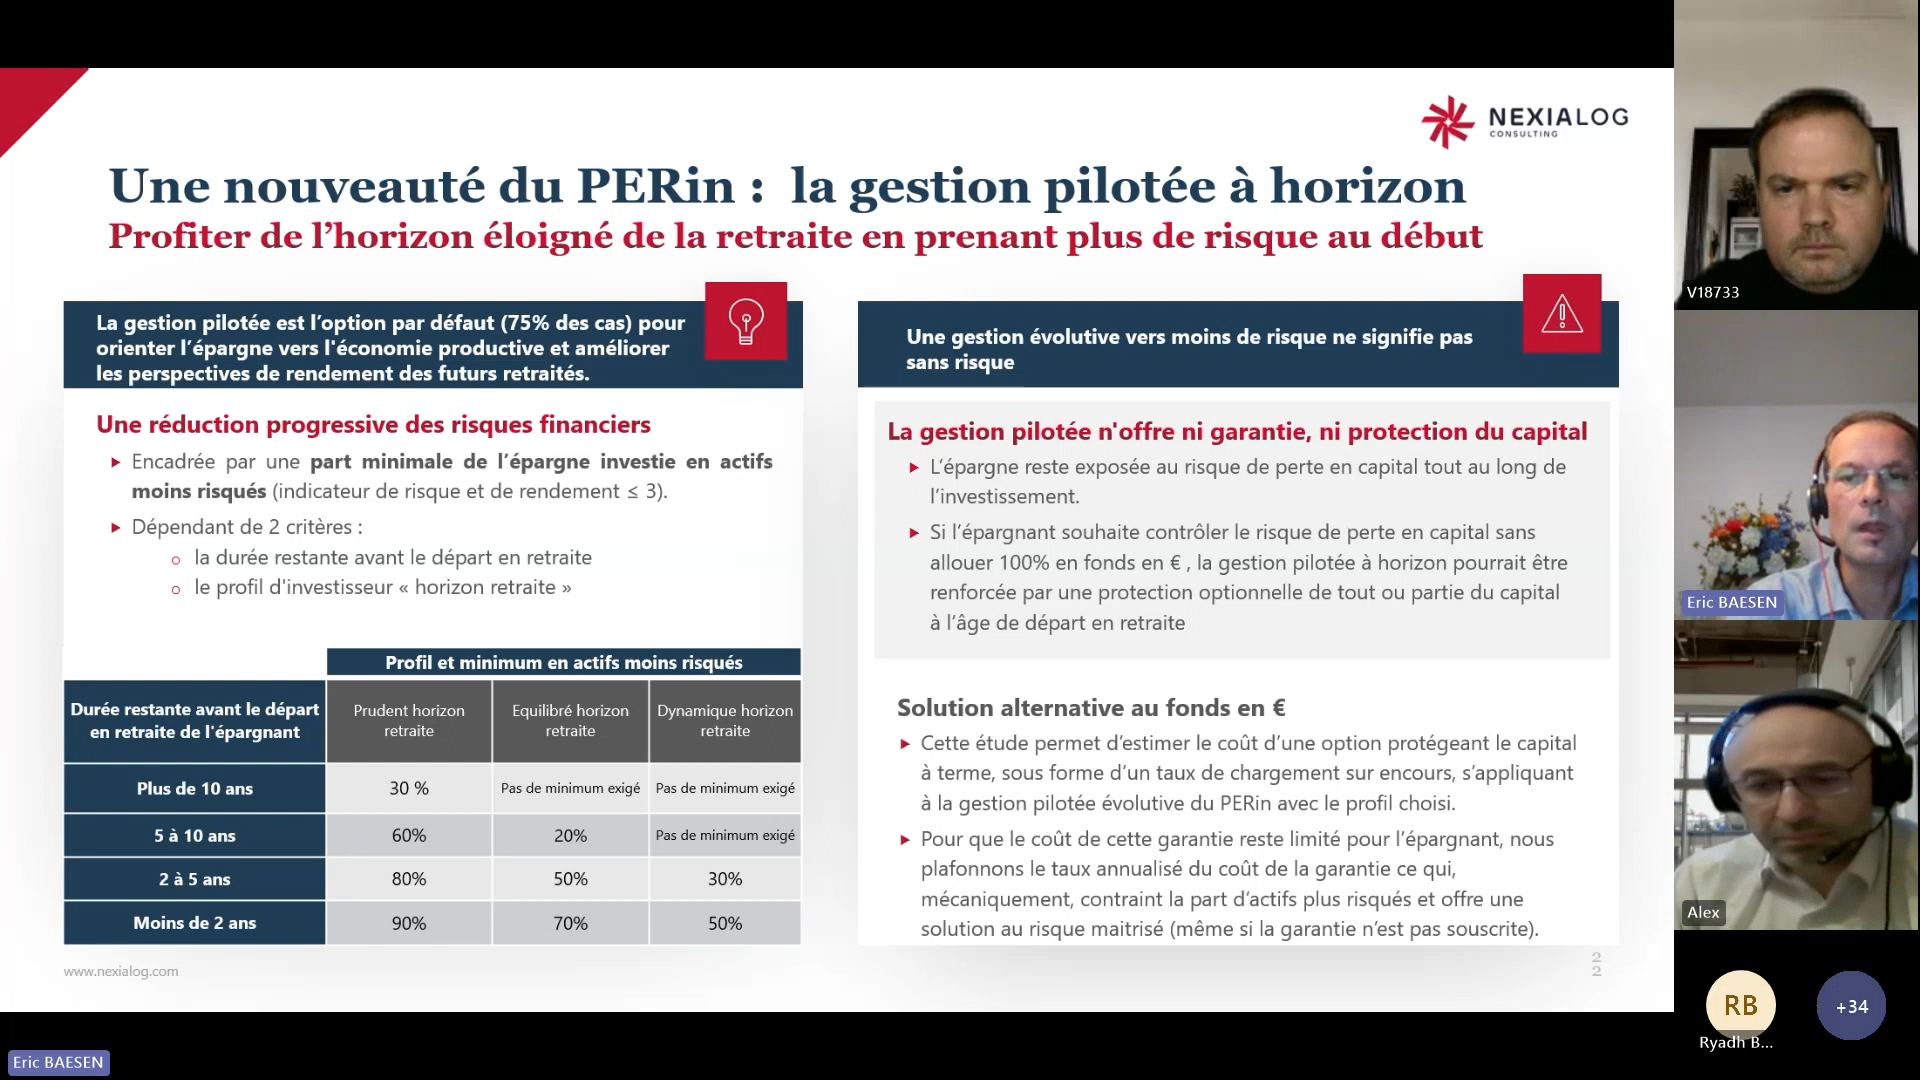 NEXIALOG
CONSULTING
Une nouveauté du PERin : la gestion pilotée à horizon
Profiter de l’horizon éloigné de la retraite en prenant plus de risque au début
La gestion pilotée est l’option par défaut (75% des cas) pour
orienter l’épargne vers l'économie productive et améliorer
les perspectives de rendement des futurs retraités.
Une réduction progressive des risques financiers
Encadrée par une part minimale de l’épargne investie en actifs
moins risqués (indicateur de risque et de rendement ≤ 3).
Dépendant de 2 critères :
la durée restante avant le départ en retraite
le profil d'investisseur « horizon retraite »
Profil et minimum en actifs moins risqués
Durée restante avant le départ
en retraite de l'épargnant
Prudent horizon
retraite
Equilibré horizon
retraite
Dynamique horizon
retraite
Plus de 10 ans 30 % Pas de minimum exigé Pas de minimum exigé
5 à 10 ans 60% 20% Pas de minimum exigé
2 à 5 ans 80% 50% 30%
Moins de 2 ans 90% 70% 50%
Une gestion évolutive vers moins de risque ne signifie pas
sans risque
La gestion pilotée n'offre ni garantie, ni protection du capital
L’épargne reste exposée au risque de perte en capital tout au long de
l’investissement.
Si l’épargnant souhaite contrôler le risque de perte en capital sans
allouer 100% en fonds en € , la gestion pilotée à horizon pourrait être
renforcée par une protection optionnelle de tout ou partie du capital
à l’âge de départ en retraite
Solution alternative au fonds en €
Cette étude permet d’estimer le coût d’une option protégeant le capital
à terme, sous forme d’un taux de chargement sur encours, s’appliquant
à la gestion pilotée évolutive du PERin avec le profil choisi.
Pour que le coût de cette garantie reste limité pour l’épargnant, nous
plafonnons le taux annualisé du coût de la garantie ce qui,
mécaniquement, contraint la part d’actifs plus risqués et offre une
solution au risque maitrisé (même si la garantie n’est pas souscrite).
www.nexialog.com
2
2
Eric BAESEN
V18733
Eric BAESEN
Alex
RB
Ryadh B...
+34